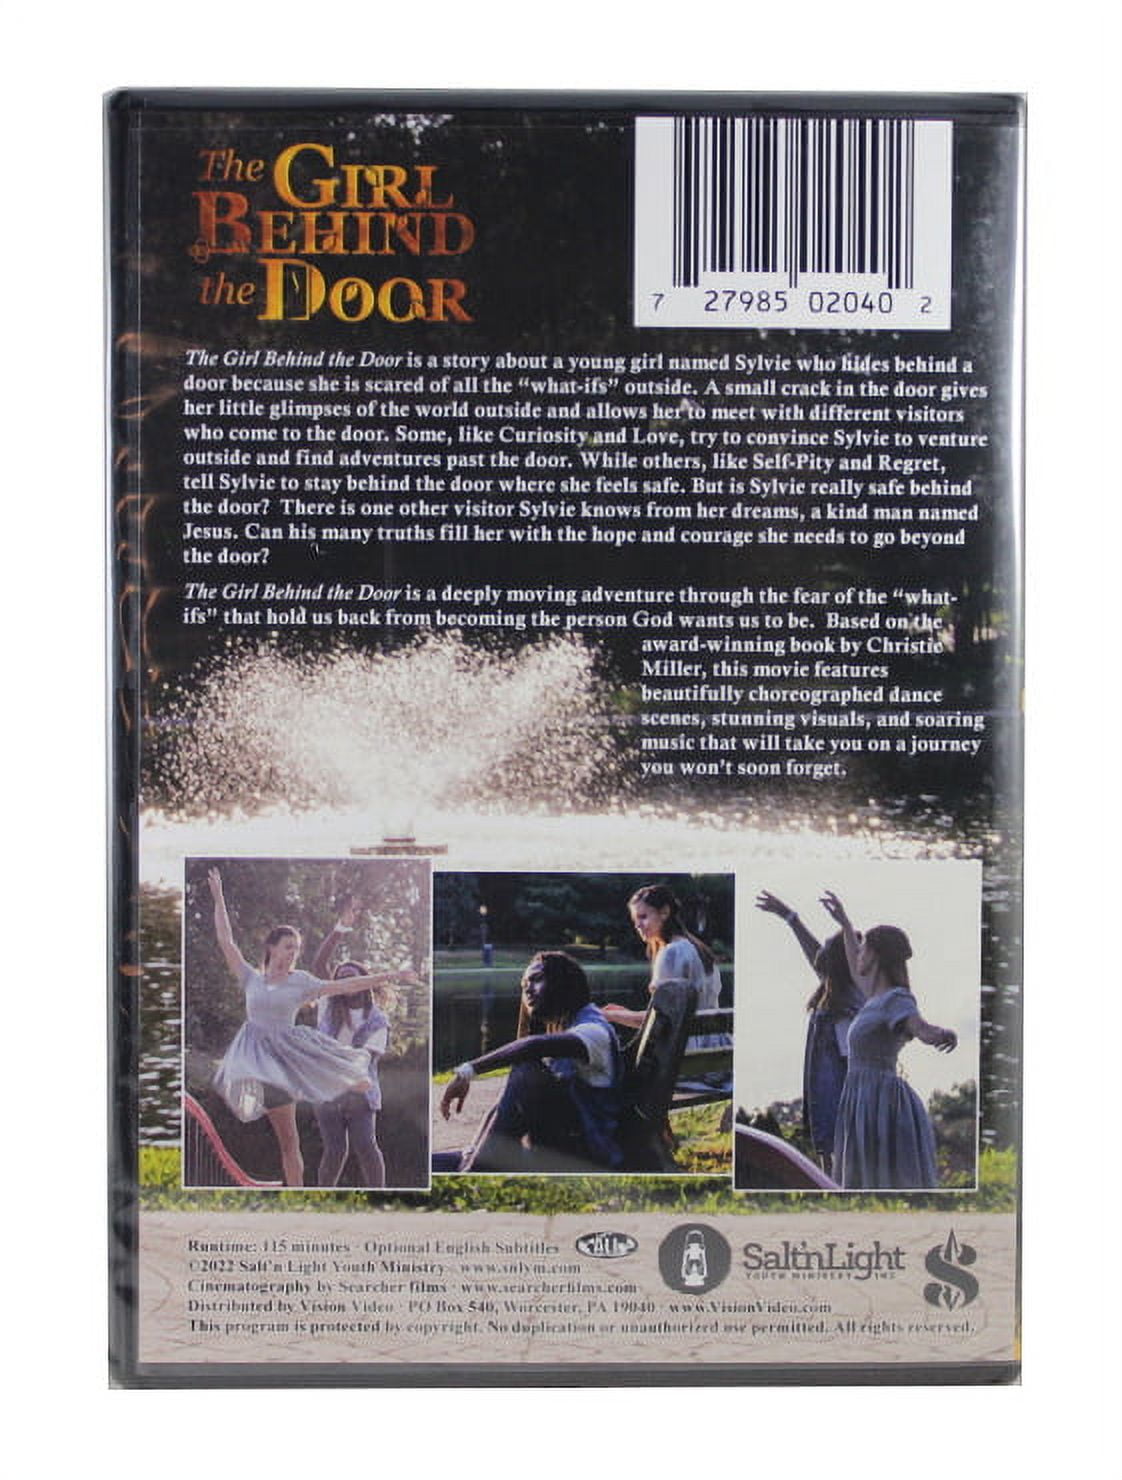 The GIRL
BEHIND
the DOOR
7 27985 02040 2
The Girl Behind the Door is a story about a young girl named Sylvie who hides behind a
door because she is scared of all the “what-ifs” outside. A small crack in the door gives
her little glimpses of the world outside and allows her to meet with different visitors
who come to the door. Some, like Curiosity and Love, try to convince Sylvie to venture
outside and find adventures past the door. While others, like Self-Pity and Regret,
tell Sylvie to stay behind the door where she feels safe. But is Sylvie really safe behind
the door? There is one other visitor Sylvie knows from her dreams, a kind man named
Jesus. Can his many truths fill her with the hope and courage she needs to go beyond
the door?
The Girl Behind the Door is a deeply moving adventure through the fear of the “what-
ifs” that hold us back from becoming the person God wants us to be. Based on the
award-winning book by Christie
Miller, this movie features
beautifully choreographed dance
scenes, stunning visuals, and soaring
music that will take you on a journey
you won’t soon forget.
Runtime: 115 minutes · Optional English Subtitles
ALL
©2022 Salt'n Light Youth Ministry · www.snlym.com
Cinematography by Searcher films · www.searcherfilms.com
Distributed by Vision Video · PO Box 540, Worcester, PA 19040 · www.VisionVideo.com
This program is protected by copyright. No duplication or unauthorized use permitted. All rights reserved.
Salt'nLight
YOUTH MINISTRY INC